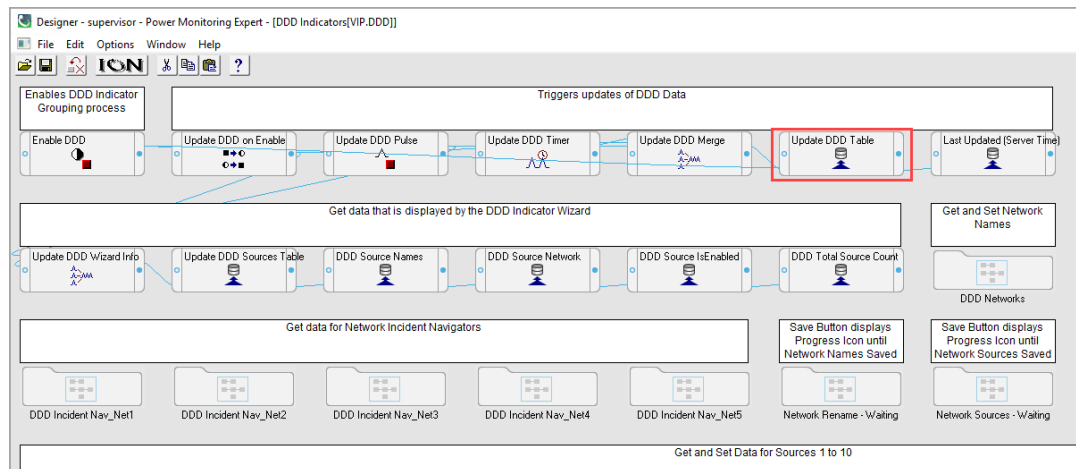 Designer - supervisor - Power Monitoring Expert - [DDD Indicators[VIP.DDD]]
File Edit Options Window Help
ION ?
Enables DDD Indicator
Grouping process
Triggers updates of DDD Data
Enable DDD
Update DDD on Enable
Update DDD Pulse
Update DDD Timer
Update DDD Merge
Update DDD Table
Last Updated (Server Time)
Get data that is displayed by the DDD Indicator Wizard
Get and Set Network
Names
Update DDD Wizard Info
Update DDD Sources Table
DDD Source Names
DDD Source Network
DDD Source IsEnabled
DDD Total Source Count
DDD Networks
Get data for Network Incident Navigators
Save Button displays
Progress Icon until
Network Names Saved
Save Button displays
Progress Icon until
Network Sources Saved
DDD Incident Nav_Net1
DDD Incident Nav_Net2
DDD Incident Nav_Net3
DDD Incident Nav_Net4
DDD Incident Nav_Net5
Network Rename - Waiting
Network Sources - Waiting
Get and Set Data for Sources 1 to 10